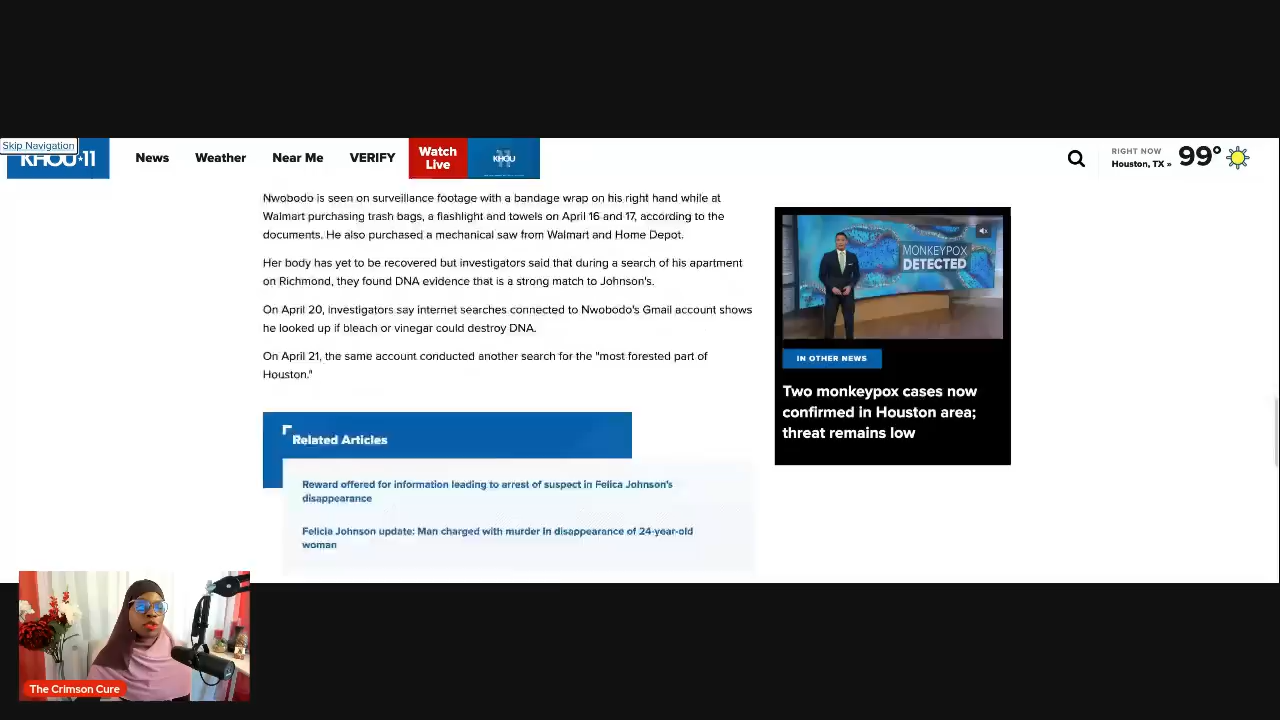 Skip Navigation
KHOU★11
News
Weather
Near Me
VERIFY
Watch
Live
KHOU
11
RIGHT NOW
Houston, TX »
99°
Nwobodo is seen on surveillance footage with a bandage wrap on his right hand while at
Walmart purchasing trash bags, a flashlight and towels on April 16 and 17, according to the
documents. He also purchased a mechanical saw from Walmart and Home Depot.
Her body has yet to be recovered but investigators said that during a search of his apartment
on Richmond, they found DNA evidence that is a strong match to Johnson's.
On April 20, investigators say internet searches connected to Nwobodo's Gmail account shows
he looked up if bleach or vinegar could destroy DNA.
On April 21, the same account conducted another search for the "most forested part of
Houston."
Related Articles
Reward offered for information leading to arrest of suspect in Felica Johnson's
disappearance
Felicia Johnson update: Man charged with murder in disappearance of 24-year-old
woman
MONKEYPOX
DETECTED
IN OTHER NEWS
Two monkeypox cases now
confirmed in Houston area;
threat remains low
The Crimson Cure